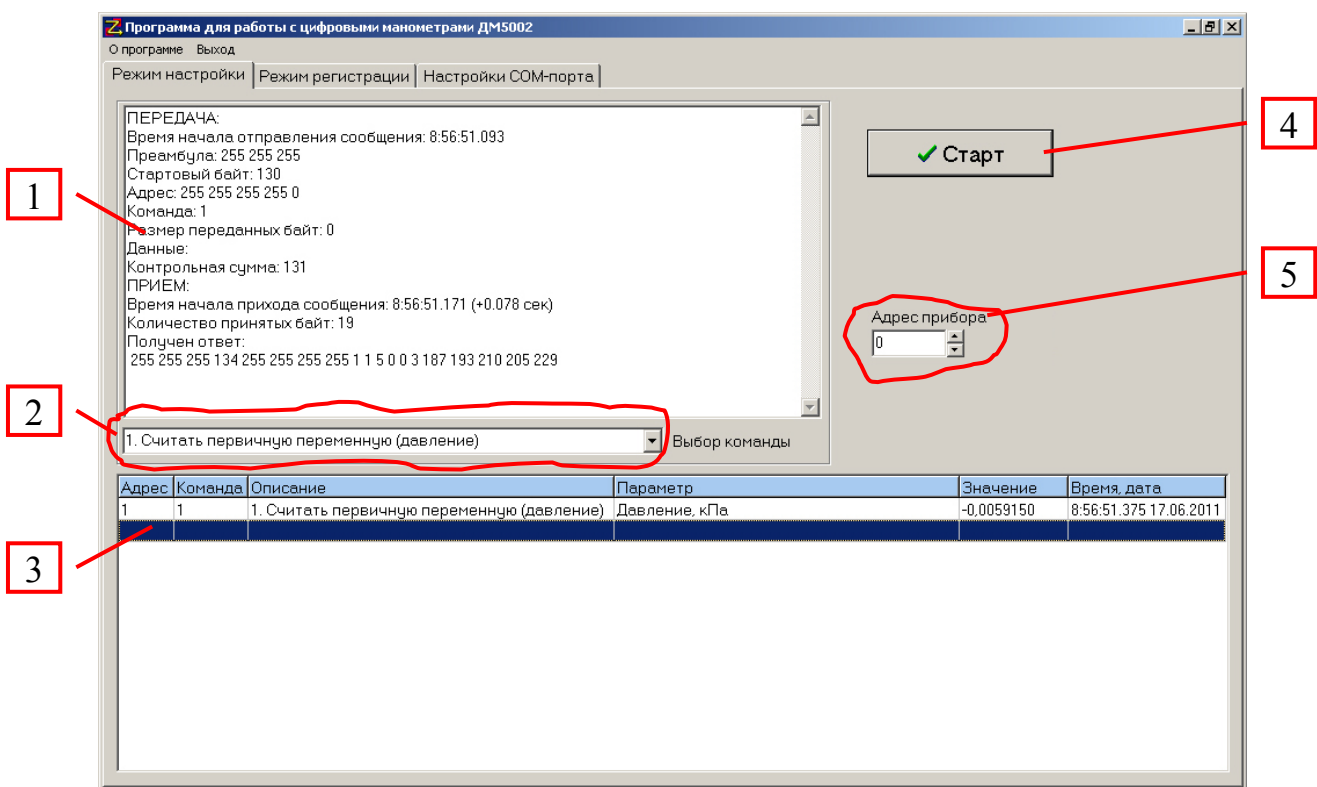 Программа для работы с цифровыми манометрами ДМ5002
О программе Выход
Режим настройки Режим регистрации Настройки COM-порта
ПЕРЕДАЧА:
Время начала отправления сообщения: 8:56:51.093
Преамбула: 255 255 255
Стартовый байт: 130
Адрес: 255 255 255 255 0
Команда: 1
Размер переданных байт: 0
Данные:
Контрольная сумма: 131
ПРИЕМ:
Время начала прихода сообщения: 8:56:51.171 (+0.078 сек)
Количество принятых байт: 19
Получен ответ:
255 255 255 134 255 255 255 255 1 1 5 0 0 3 187 193 210 205 229
1. Считать первичную переменную (давление) Выбор команды
Старт
Адрес прибора
0
Адрес Команда Описание Параметр Значение Время, дата
1 1 1. Считать первичную переменную (давление) Давление, кПа -0,0059150 8:56:51.375 17.06.2011
1
2
3
4
5